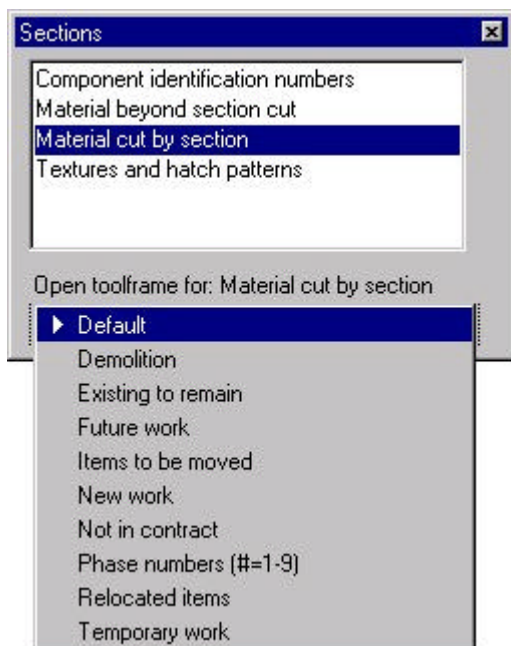 Sections
Component identification numbers
Material beyond section cut
Material cut by section
Textures and hatch patterns
Open toolframe for: Material cut by section
Default
Demolition
Existing to remain
Future work
Items to be moved
New work
Not in contract
Phase numbers (#=1-9)
Relocated items
Temporary work